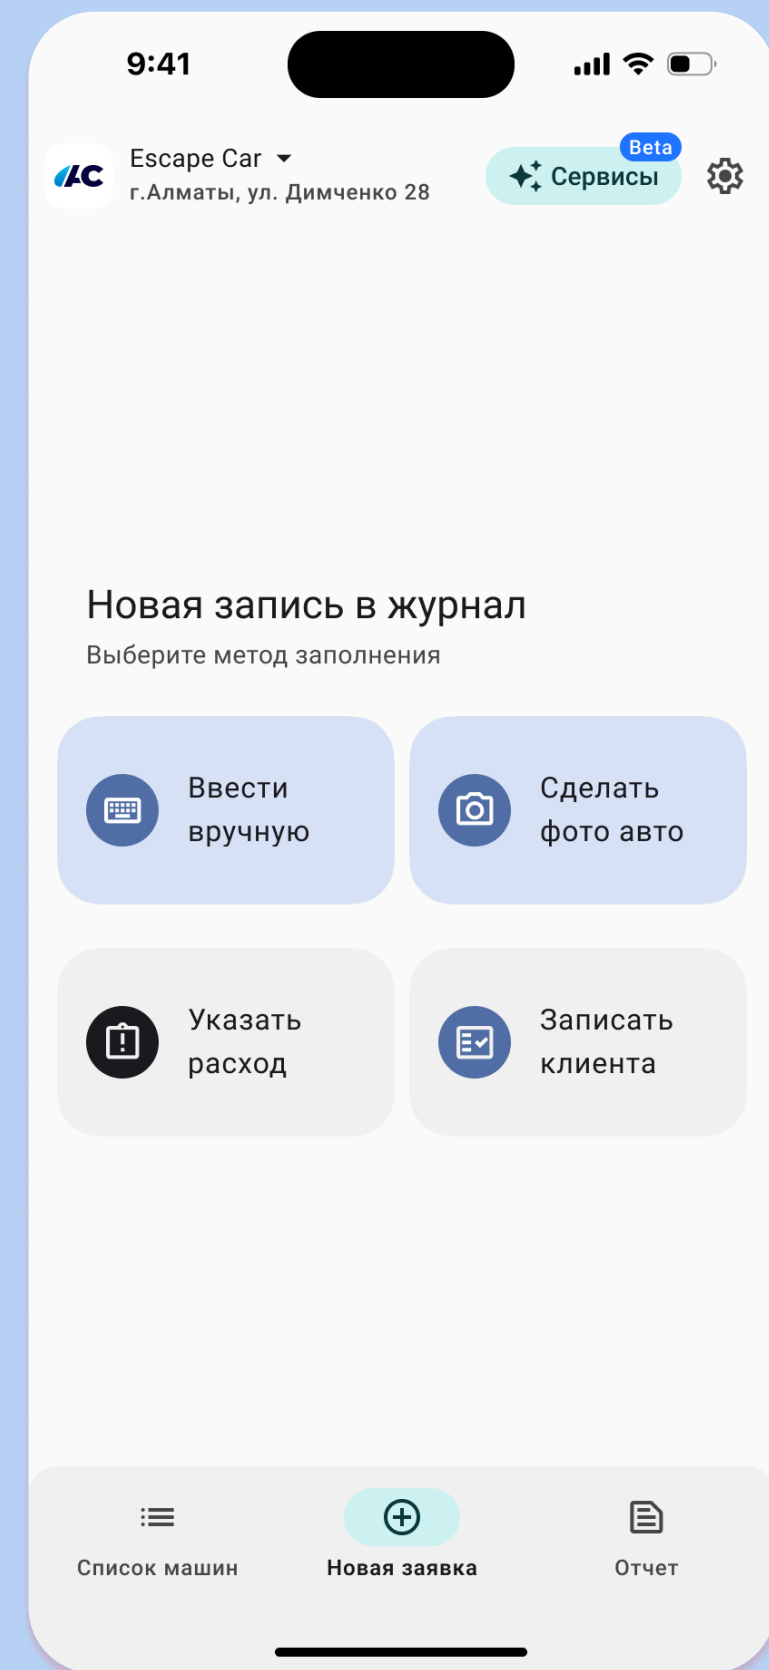 9:41
Escape Car
г.Алматы, ул. Димченко 28
Beta
Сервисы
AC
Новая запись в журнал
Выберите метод заполнения
Ввести
вручную
Сделать
фото авто
Указать
расход
Записать
клиента
Список машин
Новая заявка
Отчет